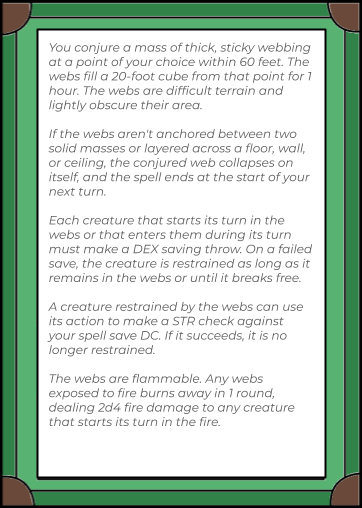 You conjure a mass of thick, sticky webbing
at a point of your choice within 60 feet. The
webs fill a 20-foot cube from that point for 1
hour. The webs are difficult terrain and
lightly obscure their area.
If the webs aren't anchored between two
solid masses or layered across a floor, wall,
or ceiling, the conjured web collapses on
itself, and the spell ends at the start of your
next turn.
Each creature that starts its turn in the
webs or that enters them during its turn
must make a DEX saving throw. On a failed
save, the creature is restrained as long as it
remains in the webs or until it breaks free.
A creature restrained by the webs can use
its action to make a STR check against
your spell save DC. If it succeeds, it is no
longer restrained.
The webs are flammable. Any webs
exposed to fire burns away in 1 round,
dealing 2d4 fire damage to any creature
that starts its turn in the fire.